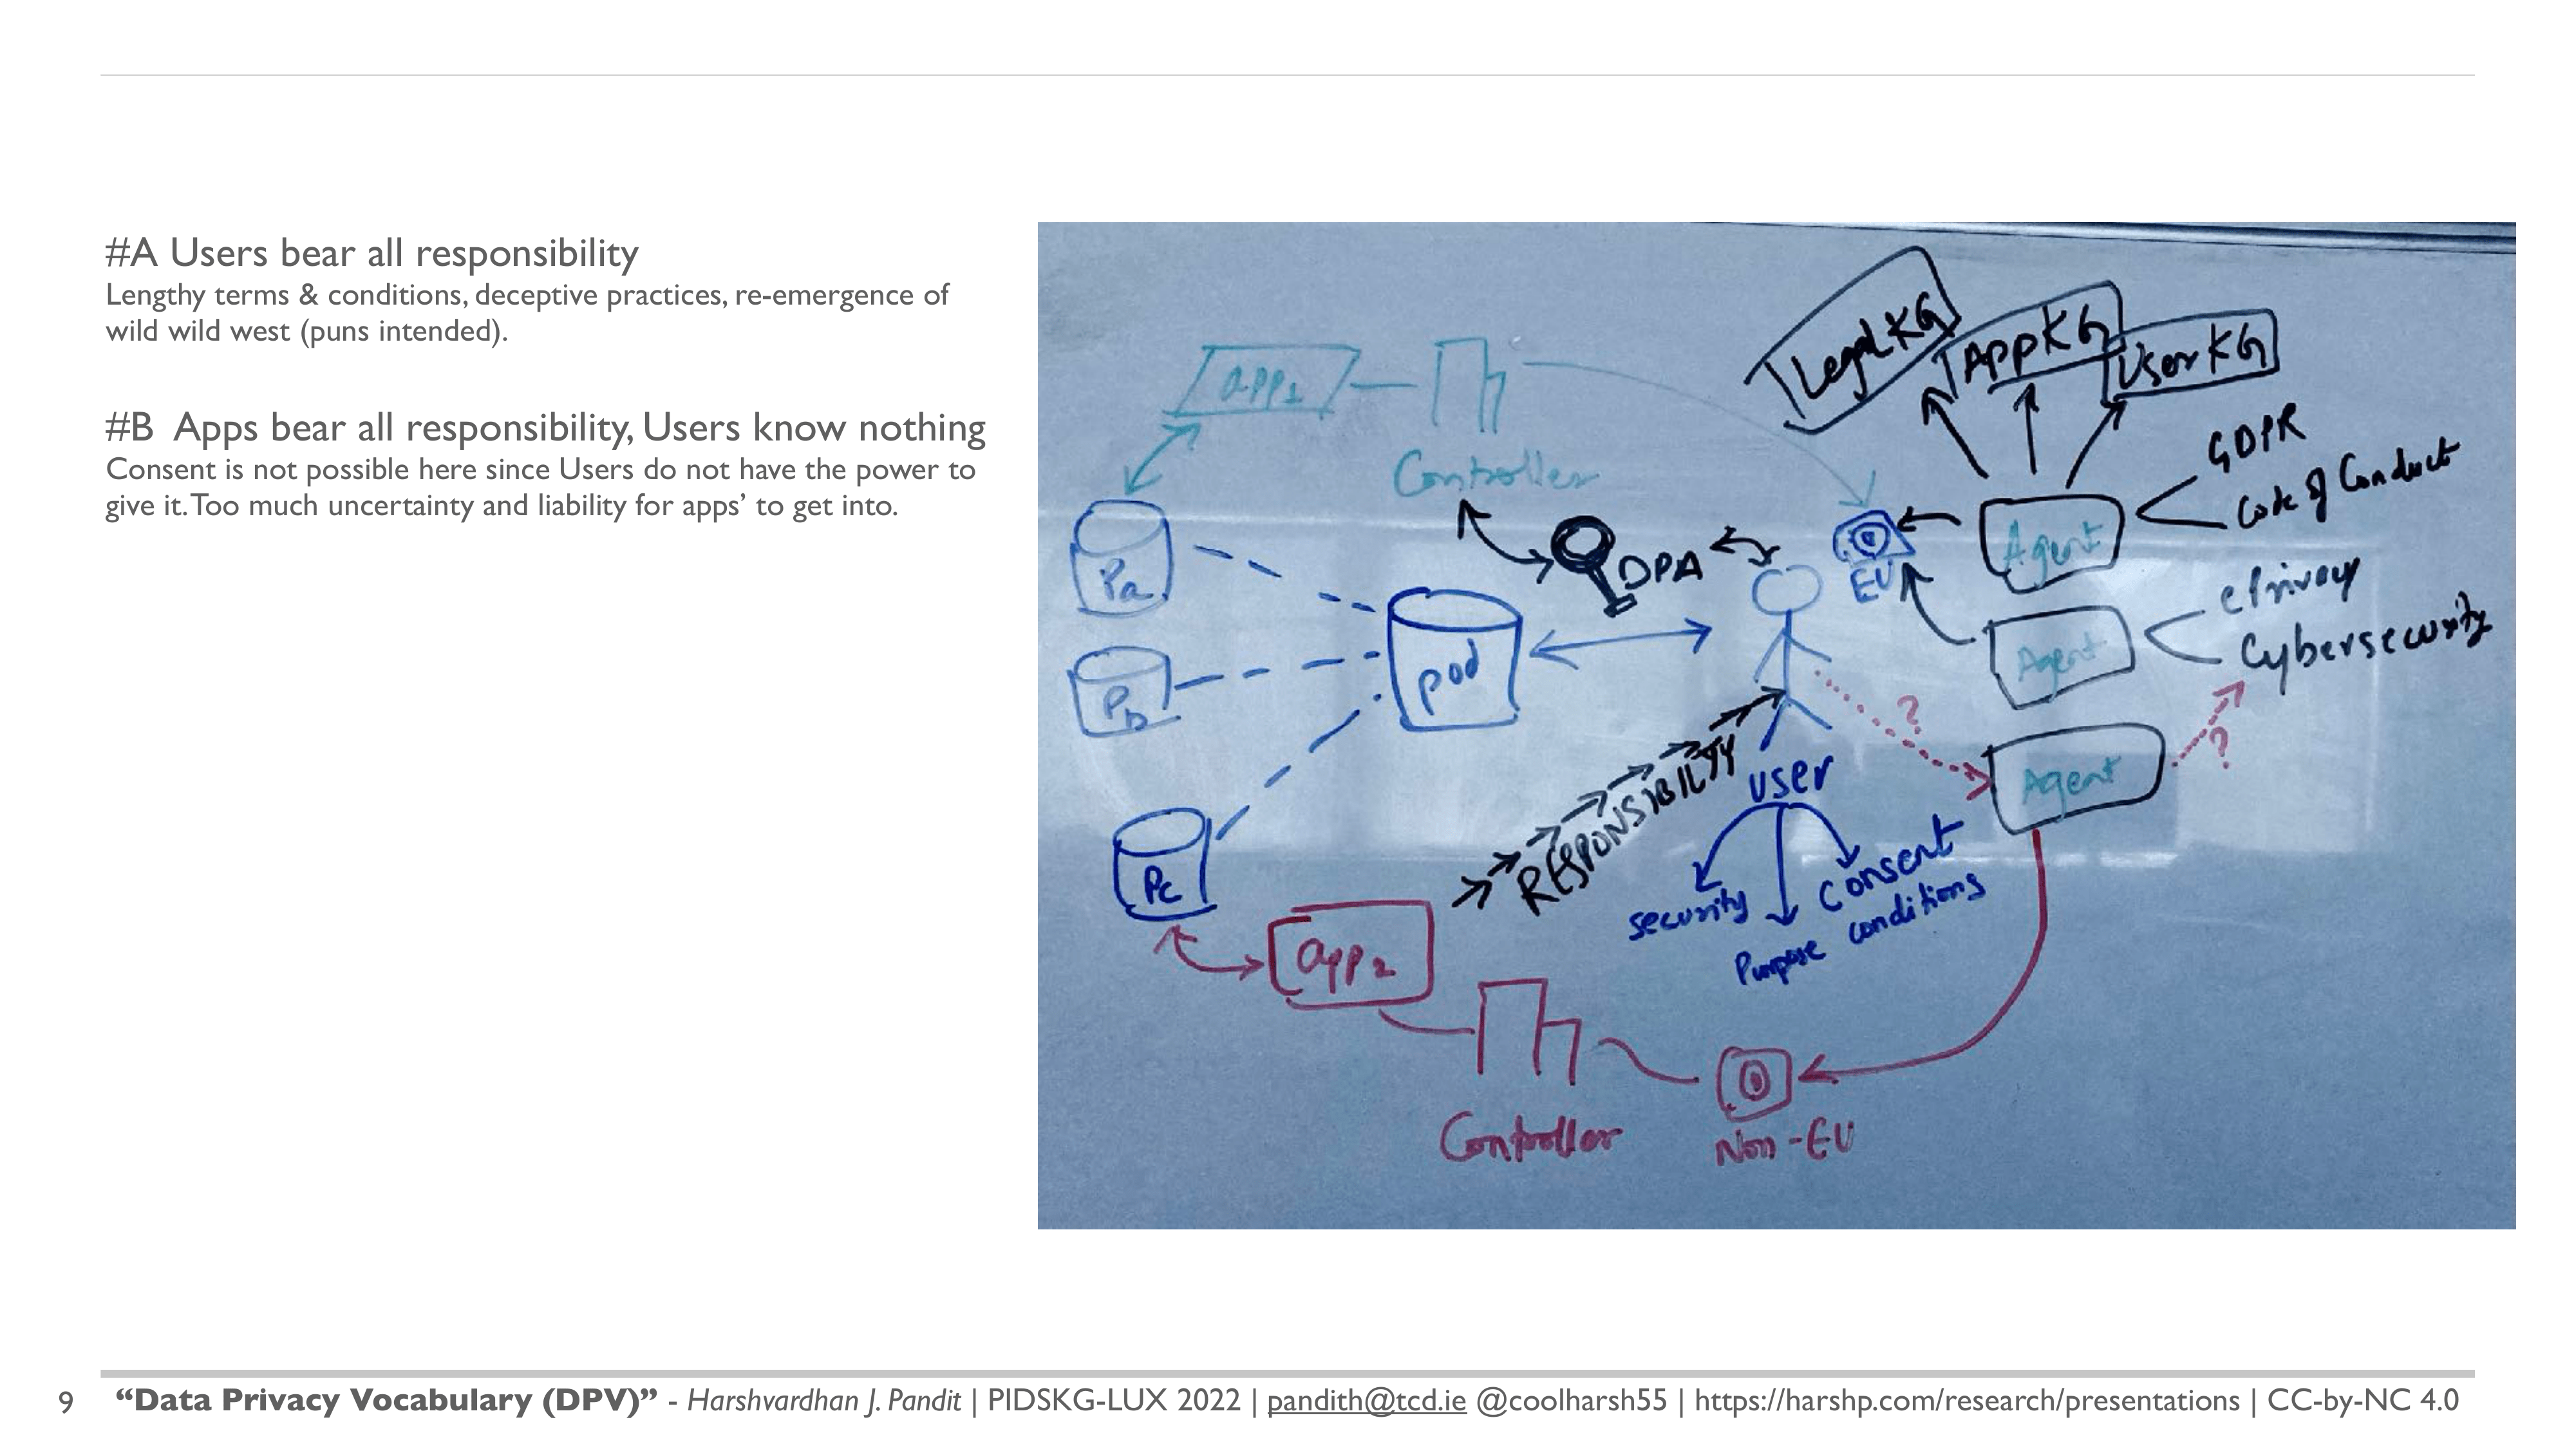 #A Users bear all responsibility
Lengthy terms & conditions, deceptive practices, re-emergence of
wild wild west (puns intended).
#B Apps bear all responsibility, Users know nothing
Consent is not possible here since Users do not have the power to
give it. Too much uncertainty and liability for apps’ to get into.
Legal KG
App KG
User KG
app1
Controller
GDPR
Code of Conduct
Agent
DPA
EU
Pa
ePrivacy
Cybersecurity
Agent
Pb
pod
?
?
RESPONSIBILITY
user
Agent
Pc
security
Consent
Purpose
conditions
app2
Controller
Non-EU
9 “Data Privacy Vocabulary (DPV)” - Harshvardhan J. Pandit | PIDSKG-LUX 2022 | pandith@tcd.ie @coolharsh55 | https://harshp.com/research/presentations | CC-by-NC 4.0